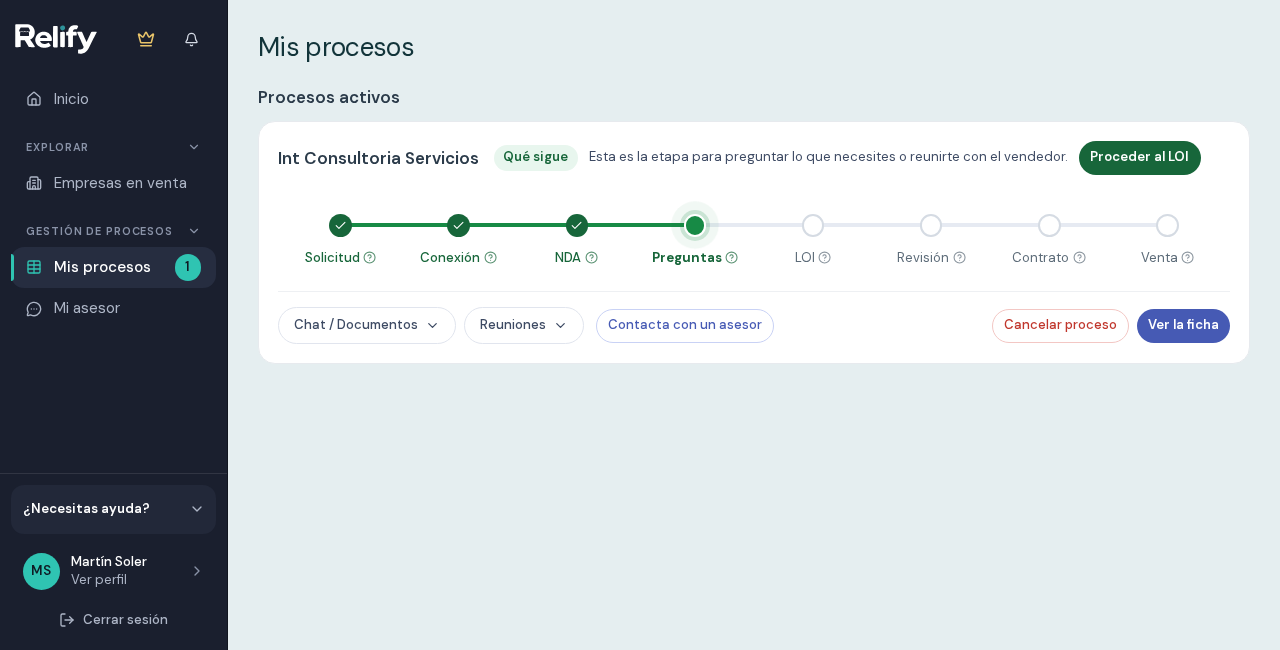 Relify
Inicio
EXPLORAR
Empresas en venta
GESTIÓN DE PROCESOS
Mis procesos 1
Mi asesor
¿Necesitas ayuda?
MS
Martín Soler
Ver perfil
Cerrar sesión
Mis procesos
Procesos activos
Int Consultoria Servicios Qué sigue Esta es la etapa para preguntar lo que necesites o reunirte con el vendedor. Proceder al LOI
Solicitud Conexión NDA Preguntas LOI Revisión Contrato Venta
Chat / Documentos Reuniones Contacta con un asesor Cancelar proceso Ver la ficha